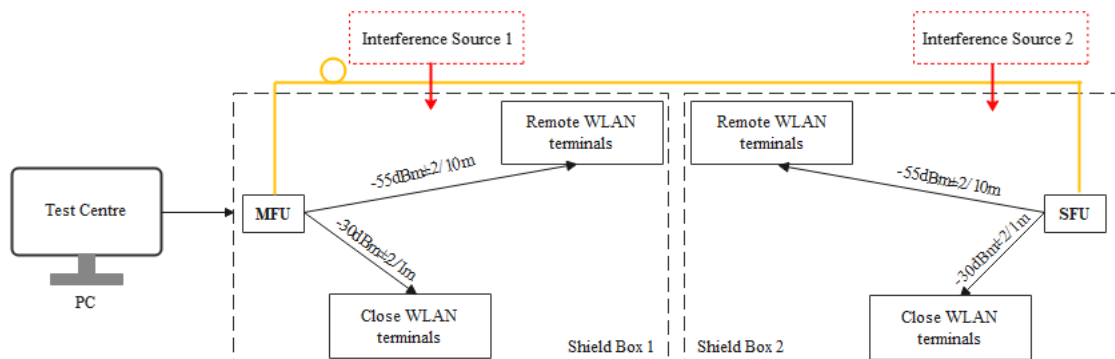 Interference Source 1
Interference Source 2
Remote WLAN
terminals
Remote WLAN
terminals
-55dBm±2/10m
-55dBm±2/10m
Test Centre
MFU
SFU
-30dBm±2/1m
-30dBm±2/1m
PC
Close WLAN
terminals
Close WLAN
terminals
Shield Box 1
Shield Box 2